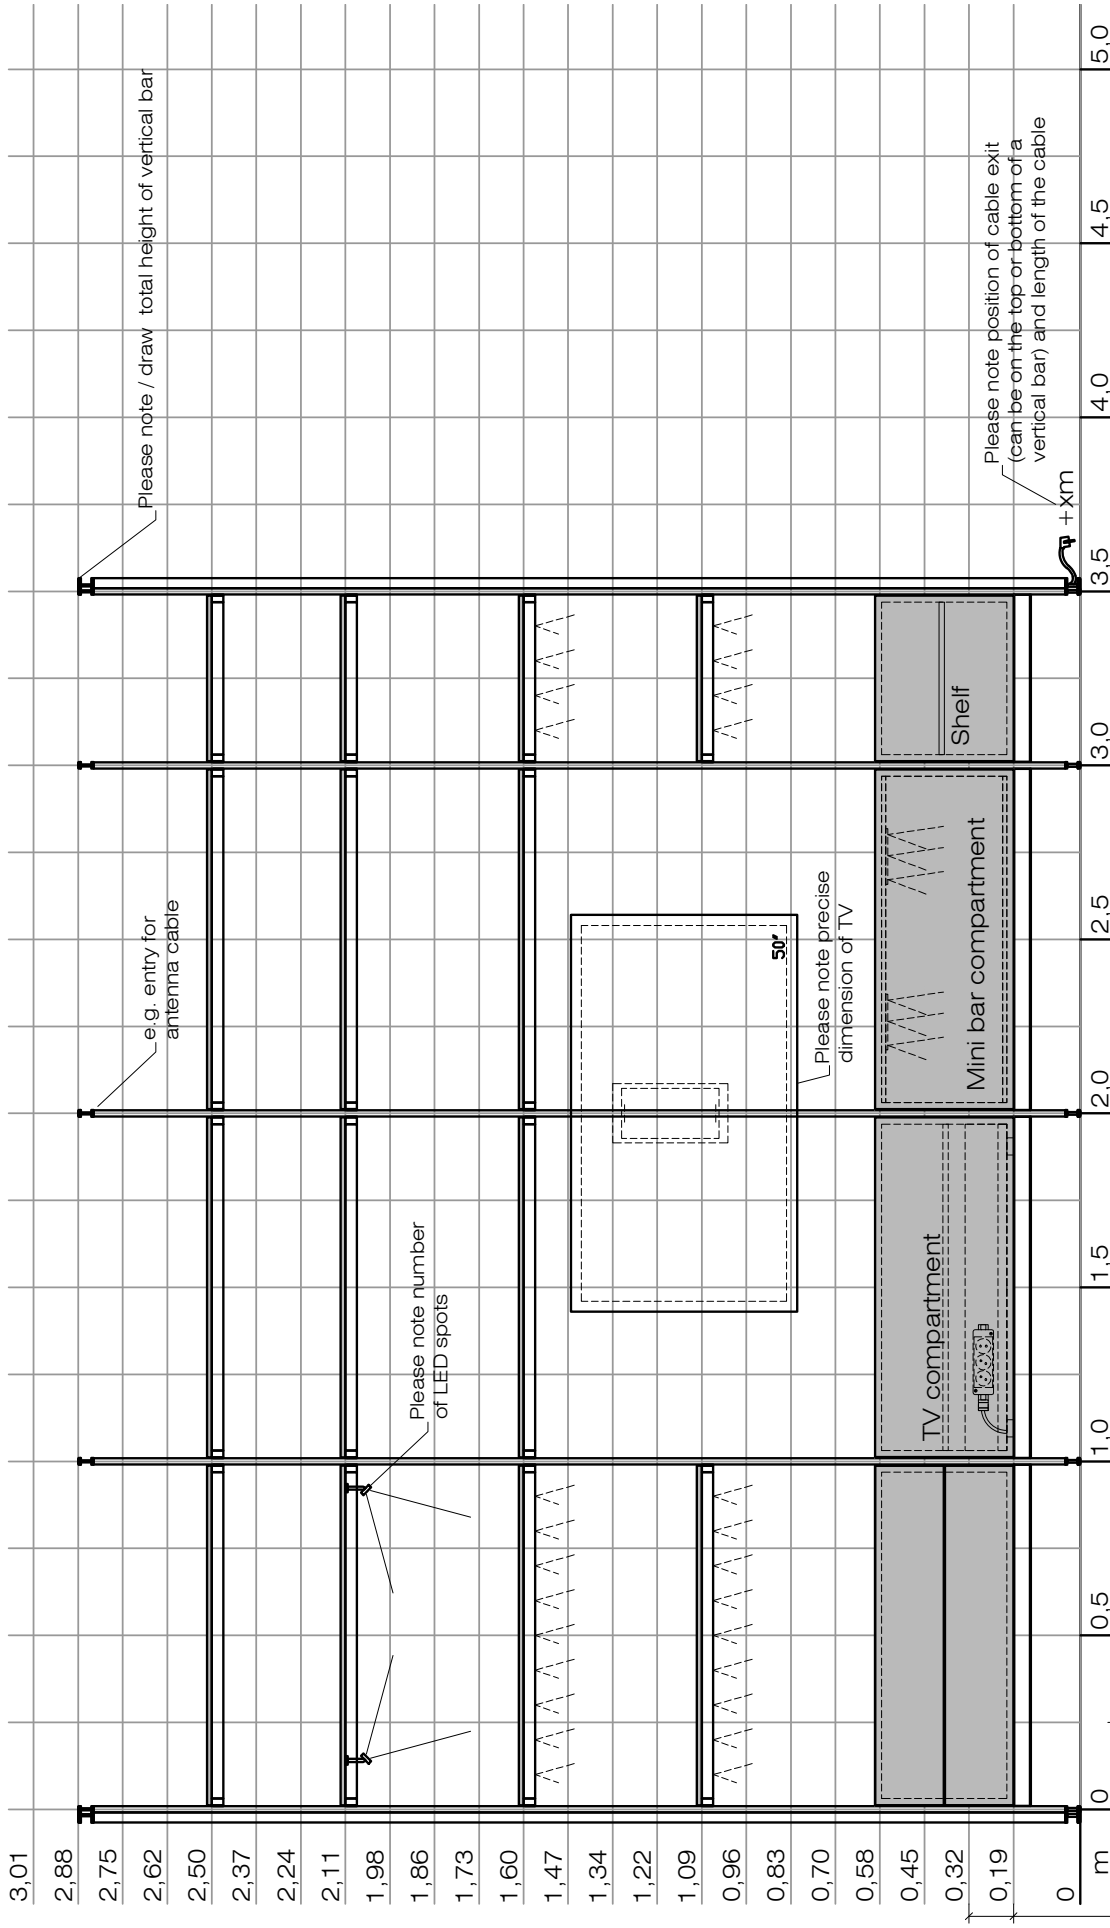 Please note / draw total height of vertical bar
e.g. entry for
antenna cable
Please note number
of LED spots
Please note precise
dimension of TV
50"
Please note position of cable exit
(can be on the top or bottom of a
vertical bar) and length of the cable
+xm
TV compartment
Mini bar compartment
Shelf
3,01
2,88
2,75
2,62
2,50
2,37
2,24
2,11
1,98
1,86
1,73
1,60
1,47
1,34
1,22
1,09
0,96
0,83
0,70
0,58
0,45
0,32
0,19
0
m
0
0,5
1,0
1,5
2,0
2,5
3,0
3,5
4,0
4,5
5,0